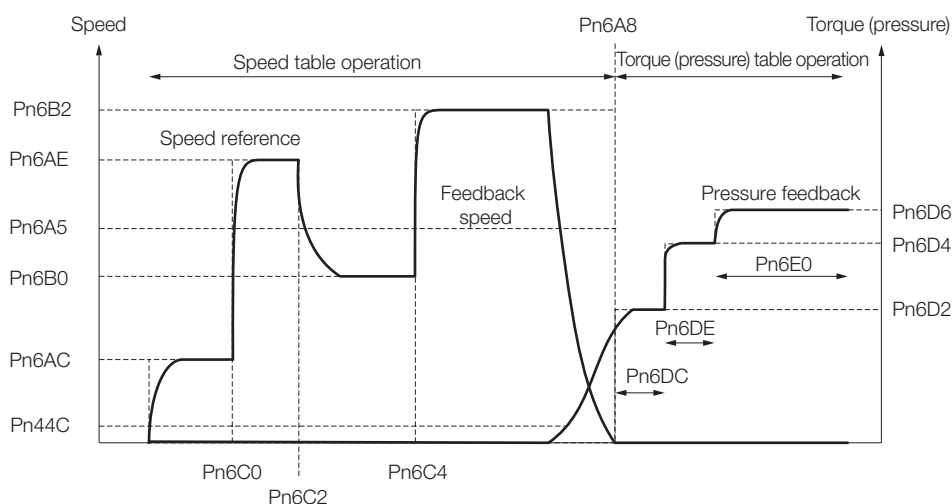 Speed
Pn6A8
Torque (pressure)
Speed table operation
Torque (pressure) table operation
Pn6B2
Speed reference
Pn6AE
Feedback
speed
Pressure feedback
Pn6D6
Pn6A5
Pn6D4
Pn6B0
Pn6E0
Pn6D2
Pn6DE
Pn6AC
Pn6DC
Pn44C
Pn6C0
Pn6C4
Pn6C2